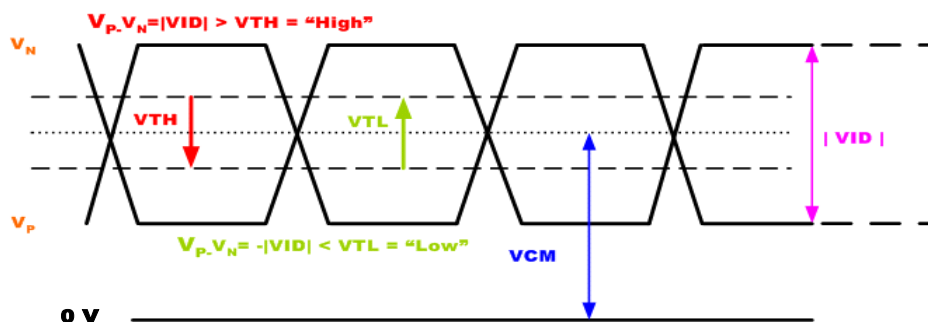 VP-VN=|VID| > VTH = “High”
VN
VTH
VTL
| VID |
VP
VP-VN= -|VID| < VTL = “Low”
VCM
0 V